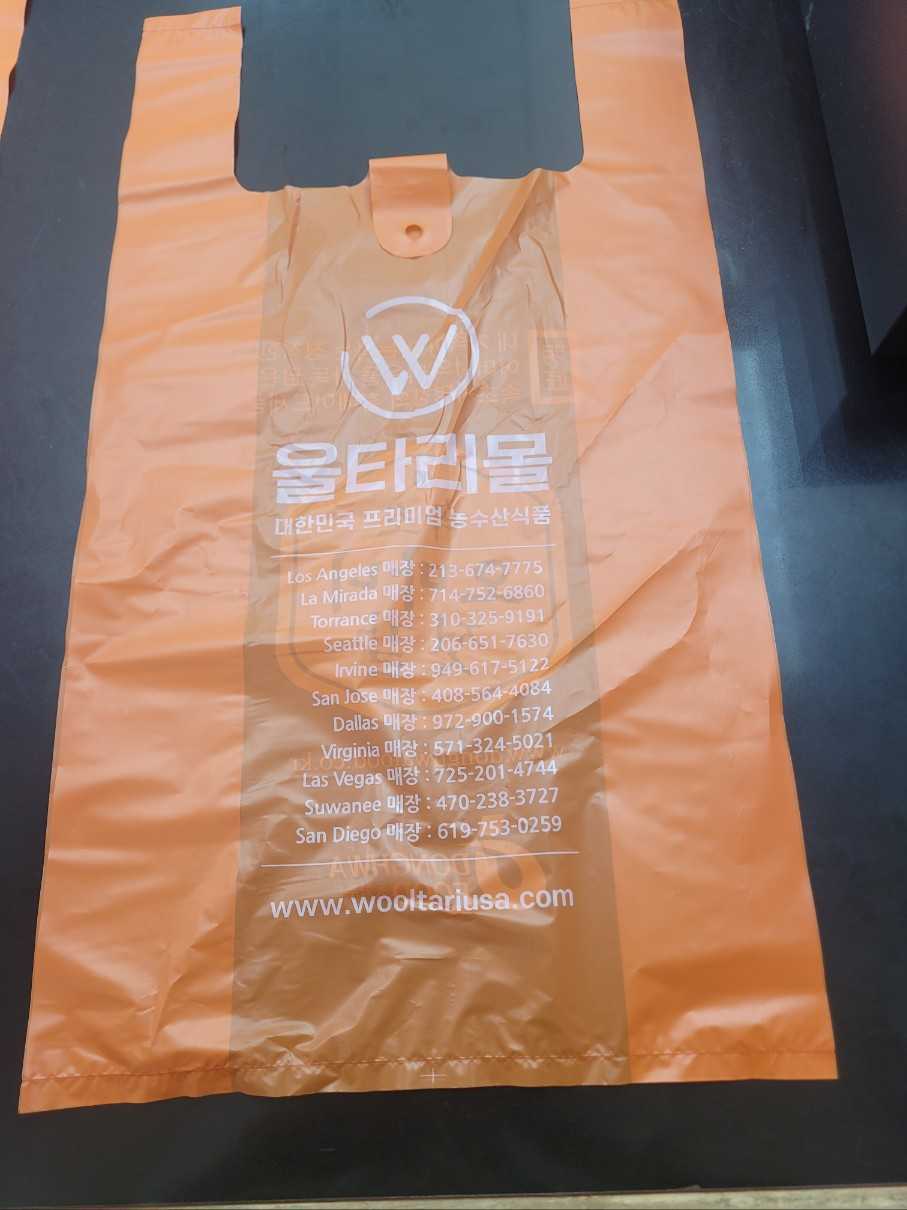 W
울타리몰
대한민국 프리미엄 농수산식품
Los Angeles 매장 : 213-674-7775
La Mirada 매장 : 714-752-6860
Torrance 매장 : 310-325-9191
Seattle 매장 : 206-651-7630
Irvine 매장 : 949-617-5122
San Jose 매장 : 408-564-4084
Dallas 매장 : 972-900-1574
Virginia 매장 : 571-324-5021
Las Vegas 매장 : 725-201-4744
Suwanee 매장 : 470-238-3727
San Diego 매장 : 619-753-0259
DONGHWA
www.wooltariusa.com